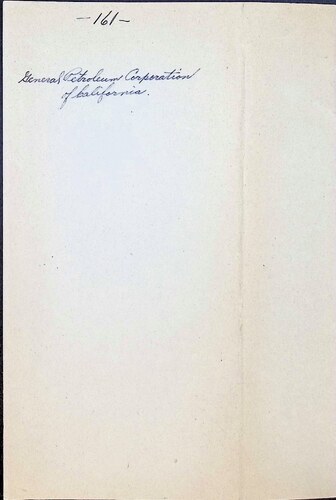 -161-
General Petroleum Corporation
of California.